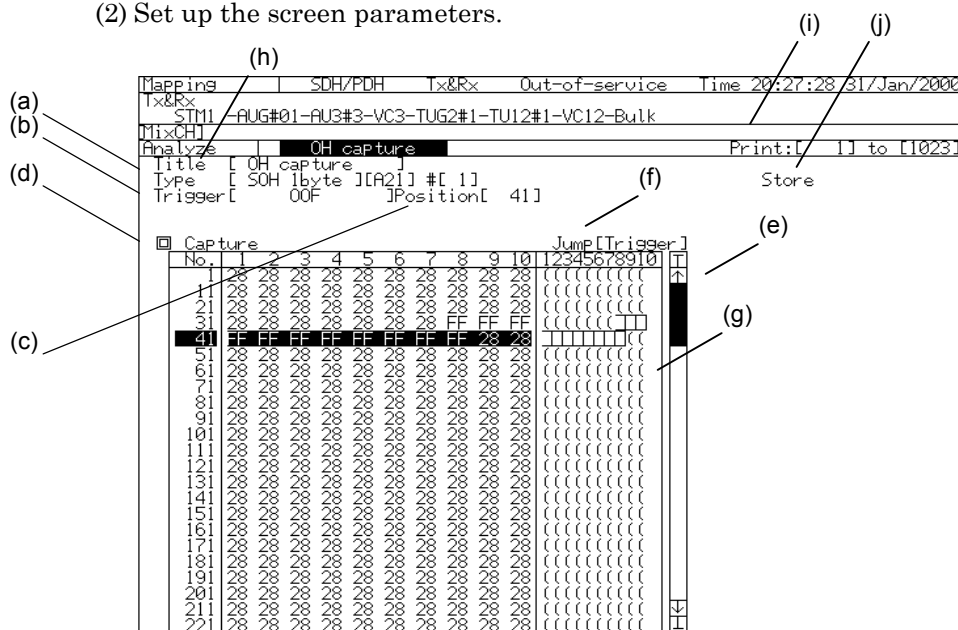 (2) Set up the screen parameters.
(i) (j)
(h)
Mapping SDH/PDH Tx&Rx Out-of-service Time 20:27:28 31/Jan/2000
(a) Tx&Rx
STM1 -AUG#01-AU3#3-VC3-TUG2#1-TU12#1-VC12-Bulk
(b) MixCH]
Analyze OH capture Print:[ 1] to [1023]
Title [ OH capture ]
(d) Type [ SOH 1byte ][A21] #[ 1] (f) Store
Trigger[ OOF ]Position[ 41]
(e)
Capture Jump[Trigger]
No. 1 2 3 4 5 6 7 8 9 10 12345678910
1 28 28 28 28 28 28 28 28 28 28 ((((((((((
11 28 28 28 28 28 28 28 28 28 28 ((((((((((
21 28 28 28 28 28 28 28 28 28 28 ((((((((((
31 28 28 28 28 28 28 28 FF FF FF (((((((
(g)
(c) 41 FF FF FF FF FF FF FF FF 28 28 ((
51 28 28 28 28 28 28 28 28 28 28 ((((((((((
61 28 28 28 28 28 28 28 28 28 28 ((((((((((
71 28 28 28 28 28 28 28 28 28 28 ((((((((((
81 28 28 28 28 28 28 28 28 28 28 ((((((((((
91 28 28 28 28 28 28 28 28 28 28 ((((((((((
101 28 28 28 28 28 28 28 28 28 28 ((((((((((
111 28 28 28 28 28 28 28 28 28 28 ((((((((((
121 28 28 28 28 28 28 28 28 28 28 ((((((((((
131 28 28 28 28 28 28 28 28 28 28 ((((((((((
141 28 28 28 28 28 28 28 28 28 28 ((((((((((
151 28 28 28 28 28 28 28 28 28 28 ((((((((((
161 28 28 28 28 28 28 28 28 28 28 ((((((((((
171 28 28 28 28 28 28 28 28 28 28 ((((((((((
181 28 28 28 28 28 28 28 28 28 28 ((((((((((
191 28 28 28 28 28 28 28 28 28 28 ((((((((((
201 28 28 28 28 28 28 28 28 28 28 ((((((((((
211 28 28 28 28 28 28 28 28 28 28 ((((((((((
221 28 28 28 28 28 28 28 28 28 28 ((((((((((